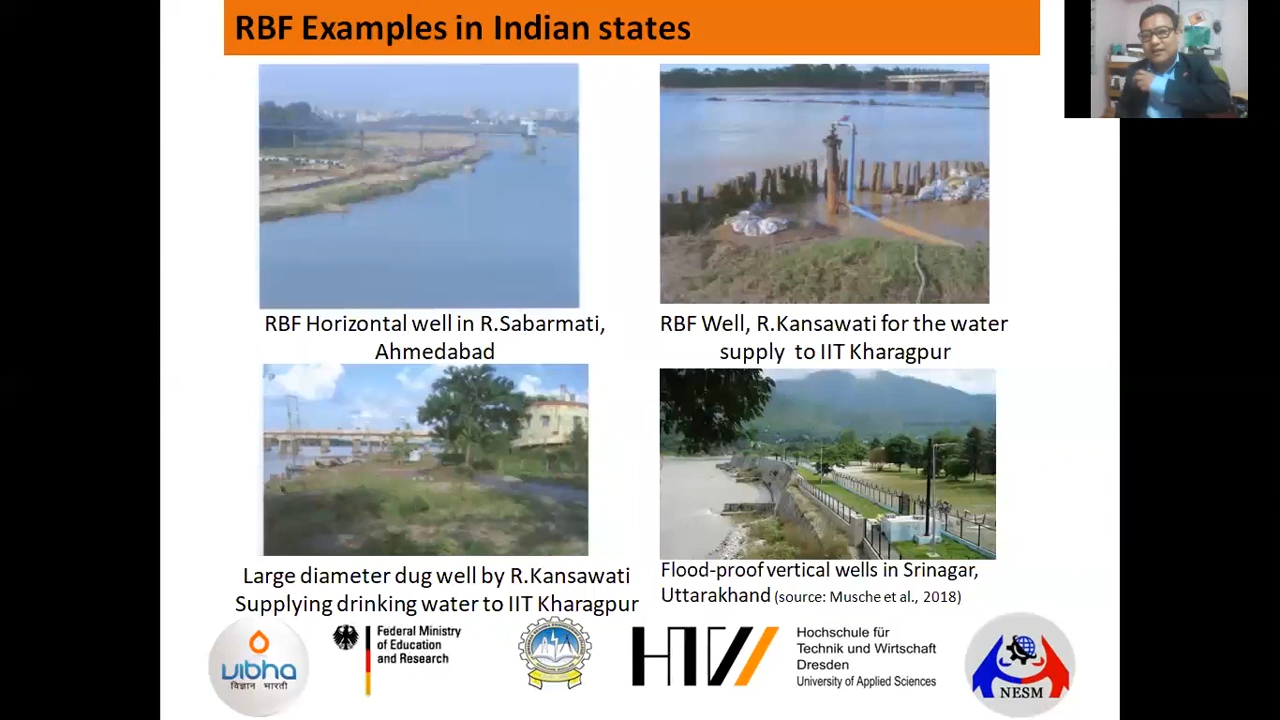 RBF Examples in Indian states
RBF Horizontal well in R.Sabarmati,
Ahmedabad
RBF Well, R.Kansawati for the water
supply to IIT Kharagpur
Large diameter dug well by R.Kansawati
Supplying drinking water to IIT Kharagpur
Flood-proof vertical wells in Srinagar,
Uttarakhand (source: Musche et al., 2018)
vibha
विज्ञान भारती
Federal Ministry
of Education
and Research
HTW
Hochschule für
Technik und Wirtschaft
Dresden
University of Applied Sciences
NESM